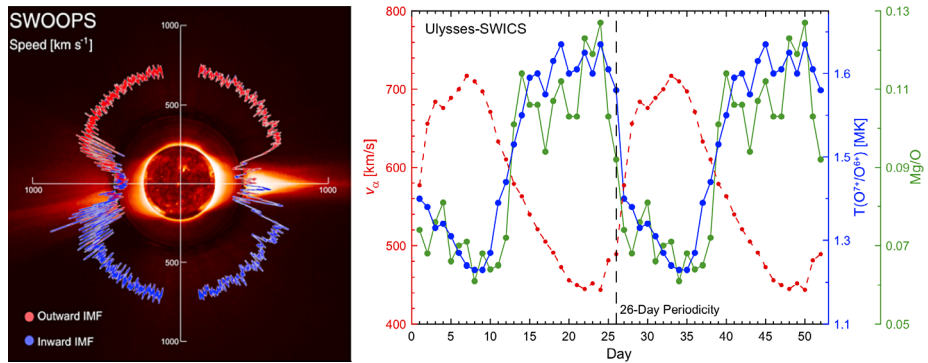 SWOOPS
Speed [km s⁻¹]
1000
500
1000
1000
500
1000
Outward IMF
Inward IMF
Ulysses-SWICS
26-Day Periodicity
800
700
600
500
400
vα [km/s]
0 5 10 15 20 25 30 35 40 45 50
Day
1.6
1.5
1.3
1.2
1.1
T(O⁷⁺/O⁶⁺) [MK]
0.13
0.11
0.09
0.07
0.05
Mg/O